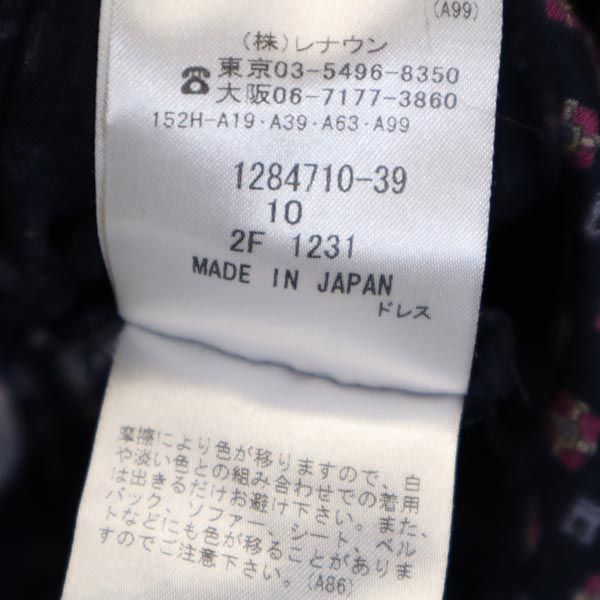 (A99)
(株)レナウン
☎東京03-5496-8350
大阪06-7177-3860
152H-A19・A39・A63・A99
1284710-39
10
2F 1231
MADE IN JAPAN
ドレス
摩擦により色が移りますので、白
や淡い色との組み合わせでの着用
は出きるだけお避け下さい。また、
バック、ソファー、シート、ベル
トなどにも色が移ることがありま
すのでご注意下さい。(A86)